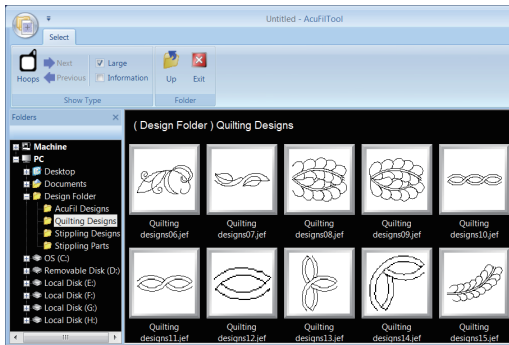 Untitled - AcuFilTool
Select
Hoops
Next
Previous
Large
Information
Up
Exit
Show Type
Folder
Folders
( Design Folder ) Quilting Designs
Machine
PC
Desktop
Documents
Design Folder
AcuFil Designs
Quilting Designs
Stippling Designs
Stippling Parts
OS (C:)
Removable Disk (D:)
Local Disk (E:)
Local Disk (F:)
Local Disk (G:)
Local Disk (H:)
Quilting
designs06.jef
Quilting
designs07.jef
Quilting
designs08.jef
Quilting
designs09.jef
Quilting
designs10.jef
Quilting
designs11.jef
Quilting
designs12.jef
Quilting
designs13.jef
Quilting
designs14.jef
Quilting
designs15.jef